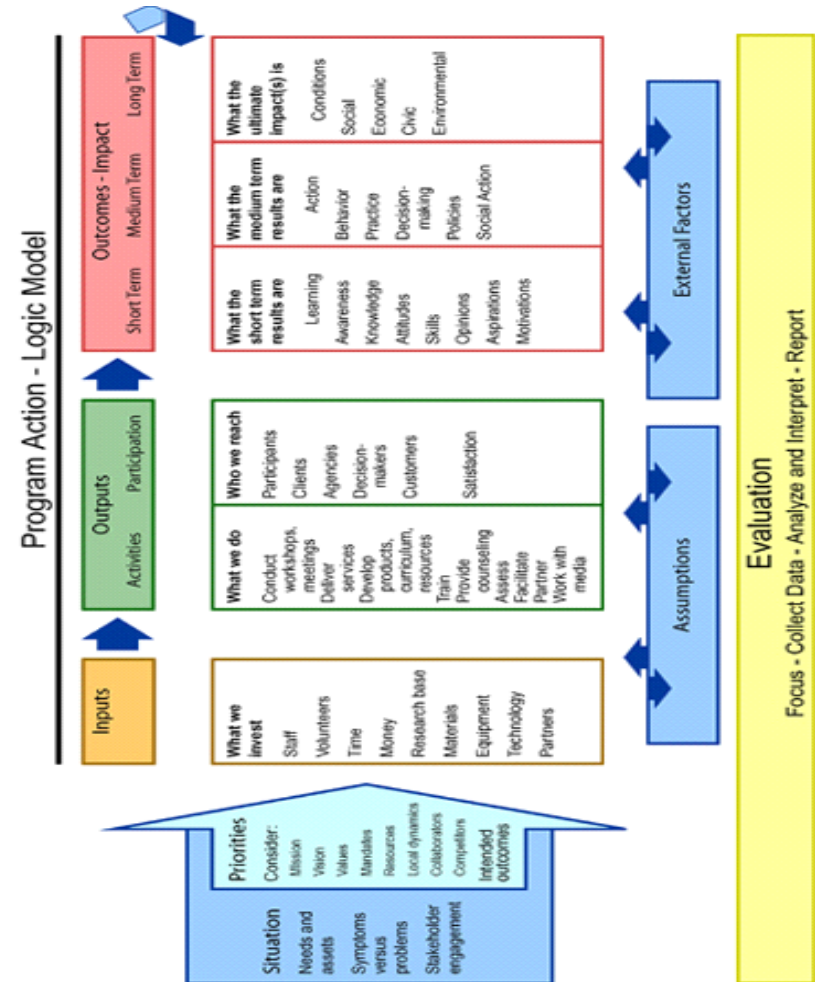 Program Action - Logic Model
Inputs
Outputs
Activities Participation
Outcomes - Impact
Short Term Medium Term Long Term
Situation
Needs and
assets
Symptoms
versus
problems
Stakeholder
engagement
Priorities
Consider:
Mission
Vision
Values
Mandates
Resources
Local dynamics
Collaborators
Competitors
Intended
outcomes
What we
invest
Staff
Volunteers
Time
Money
Research base
Materials
Equipment
Technology
Partners
What we do
Conduct
workshops,
meetings
Deliver
services
Develop
products,
curriculum,
resources
Train
Provide
counseling
Assess
Facilitate
Partner
Work with
media
Who we reach
Participants
Clients
Agencies
Decision-
makers
Customers
Satisfaction
What the
short term
results are
Learning
Awareness
Knowledge
Attitudes
Skills
Opinions
Aspirations
Motivations
What the
medium term
results are
Action
Behavior
Practice
Decision-
making
Policies
Social Action
What the
ultimate
impact(s) is
Conditions
Social
Economic
Civic
Environmental
Assumptions
External Factors
Evaluation
Focus - Collect Data - Analyze and Interpret - Report